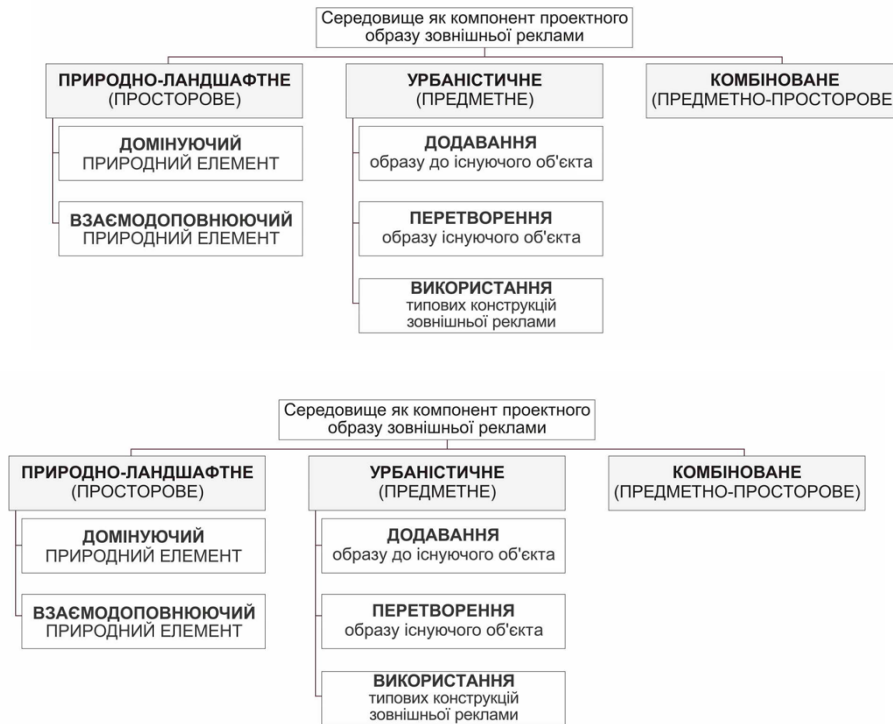 Середовище як компонент проектного
образу зовнішньої реклами
ПРИРОДНО-ЛАНДШАФТНЕ
(ПРОСТОРОВЕ)
УРБАНІСТИЧНЕ
(ПРЕДМЕТНЕ)
КОМБІНОВАНЕ
(ПРЕДМЕТНО-ПРОСТОРОВЕ
ДОМІНУЮЧИЙ
ПРИРОДНИЙ ЕЛЕМЕНТ
ВЗАЄМОДОПОВНЮЮЧИЙ
ПРИРОДНИЙ ЕЛЕМЕНТ
ДОДАВАННЯ
образу до існуючого об'єкта
ПЕРЕТВОРЕННЯ
образу існуючого об'єкта
ВИКОРИСТАННЯ
типових конструкцій
зовнішньої реклами
Середовище як компонент проектного
образу зовнішньої реклами
ПРИРОДНО-ЛАНДШАФТНЕ
(ПРОСТОРОВЕ)
УРБАНІСТИЧНЕ
(ПРЕДМЕТНЕ)
КОМБІНОВАНЕ
(ПРЕДМЕТНО-ПРОСТОРОВЕ)
ДОМІНУЮЧИЙ
ПРИРОДНИЙ ЕЛЕМЕНТ
ВЗАЄМОДОПОВНЮЮЧИЙ
ПРИРОДНИЙ ЕЛЕМЕНТ
ДОДАВАННЯ
образу до існуючого об'єкта
ПЕРЕТВОРЕННЯ
образу існуючого об'єкта
ВИКОРИСТАННЯ
типових конструкцій
зовнішньої реклами